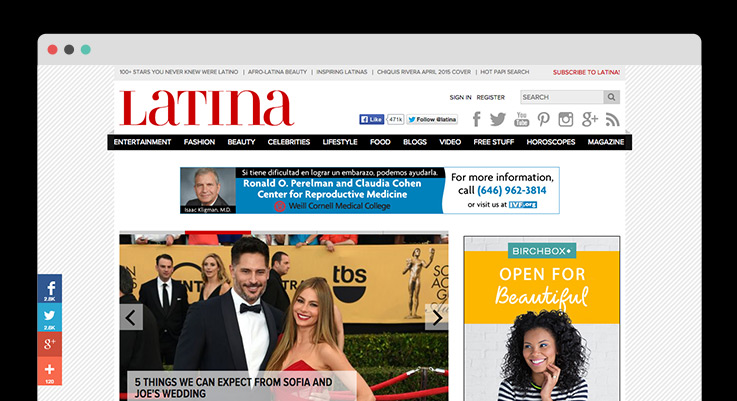 100+ STARS YOU NEVER KNEW WERE LATINO | AFRO-LATINA BEAUTY | INSPIRING LATINAS | CHIQUIS RIVERA APRIL 2015 COVER | HOT PAPI SEARCH
SUBSCRIBE TO LATINA!
LATINA
SIGN IN REGISTER
SEARCH
Like 471k
Follow @latina
f You Tube g+
ENTERTAINMENT FASHION BEAUTY CELEBRITIES LIFESTYLE FOOD BLOGS VIDEO FREE STUFF HOROSCOPES MAGAZINE
Isaac Kligman, M.D.
Si tiene dificultad en lograr un embarazo, podemos ayudarla.
Ronald O. Perelman and Claudia Cohen
Center for Reproductive Medicine
Weill Cornell Medical College
For more information,
call (646) 962-3814
or visit us at IVF.org
tbs
5 THINGS WE CAN EXPECT FROM SOFIA AND
JOE'S WEDDING
BIRCHBOX+
OPEN FOR
Beautiful
f
2.8K
2.6K
g+
+
120